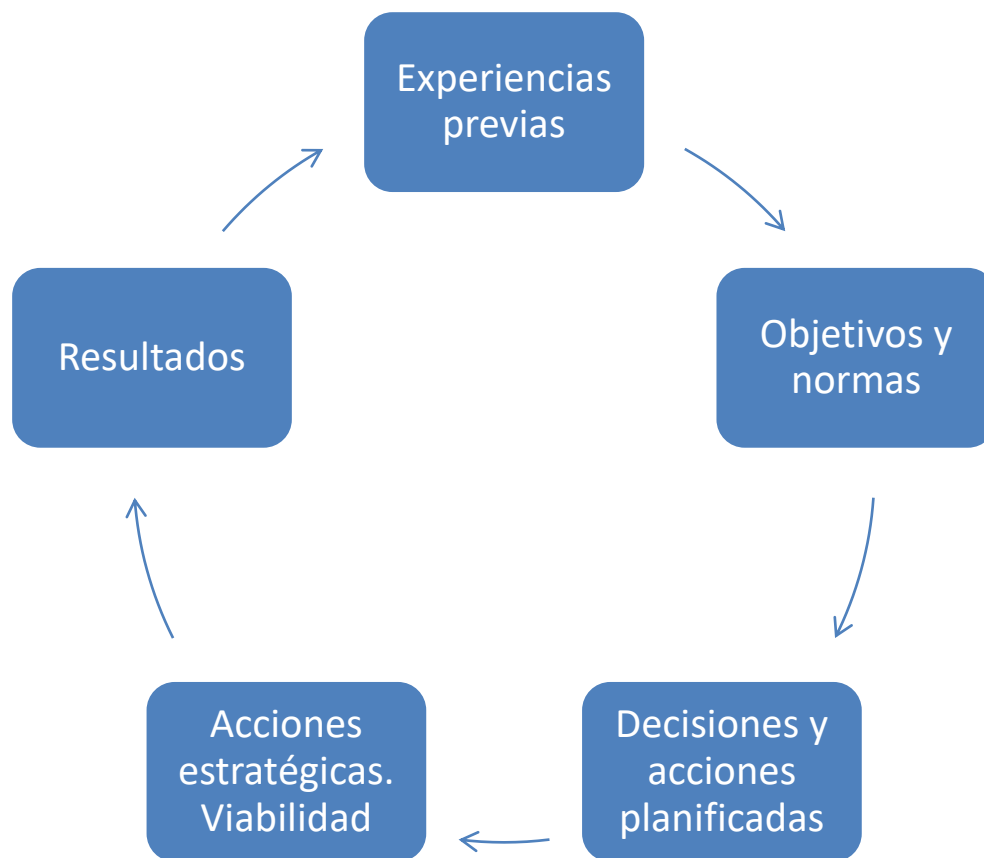 Experiencias
previas
Objetivos y
normas
Decisiones y
acciones
planificadas
Acciones
estratégicas.
Viabilidad
Resultados